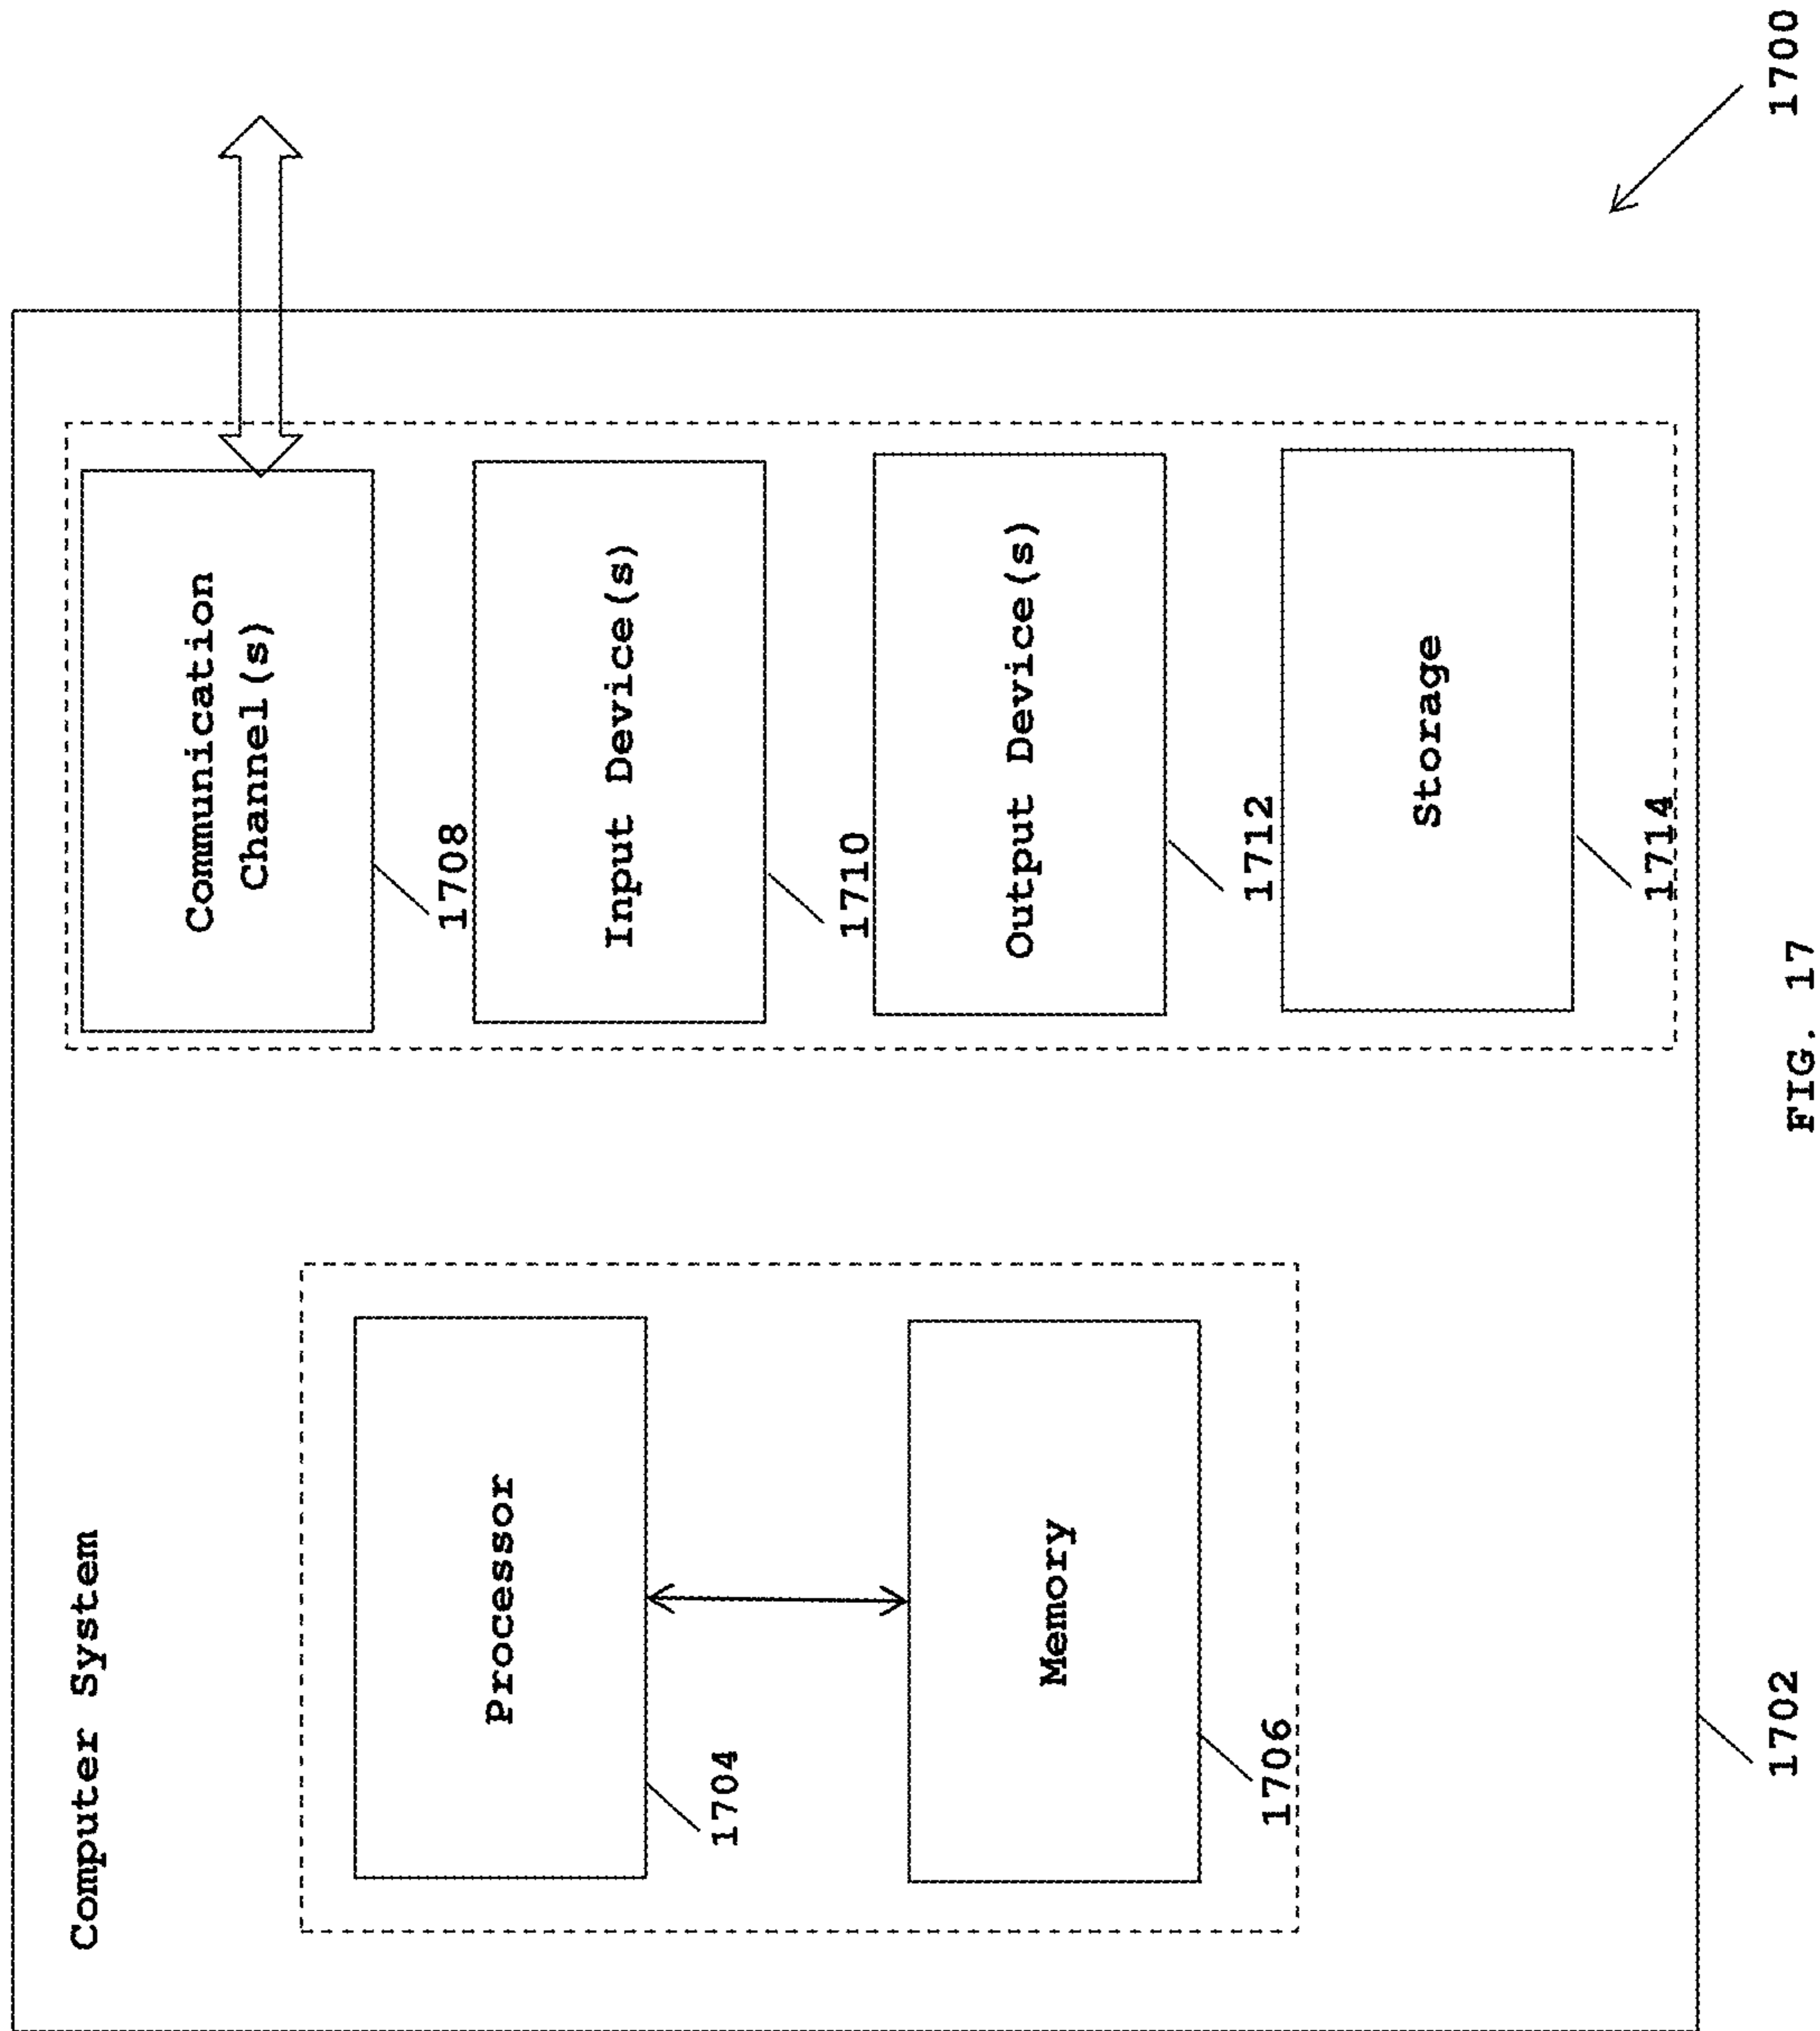 Computer System
Processor
1704
Memory
1706
Communication
Channel(s)
1708
Input Device(s)
1710
Output Device(s)
1712
Storage
1714
1702
1700
FIG. 17